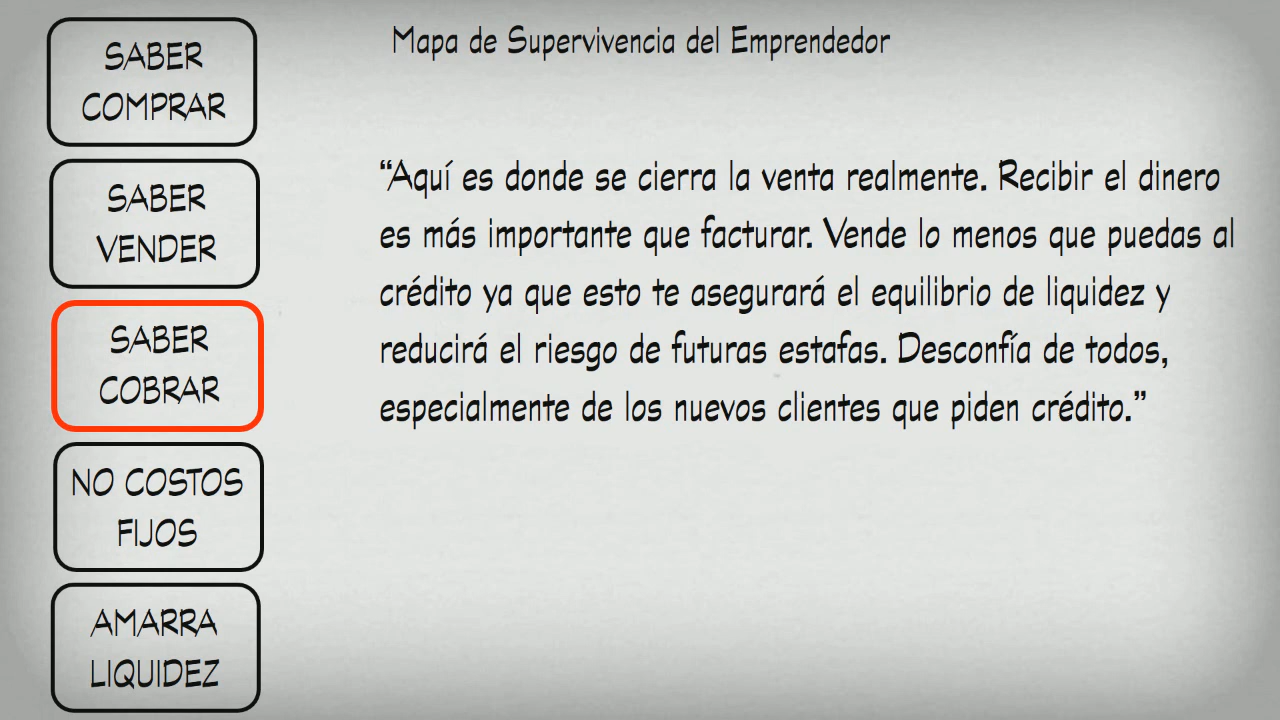 Mapa de Supervivencia del Emprendedor
SABER
COMPRAR
SABER
VENDER
SABER
COBRAR
NO COSTOS
FIJOS
AMARRA
LIQUIDEZ
“Aquí es donde se cierra la venta realmente. Recibir el dinero
es más importante que facturar. Vende lo menos que puedas al
crédito ya que esto te asegurará el equilibrio de liquidez y
reducirá el riesgo de futuras estafas. Desconfía de todos,
especialmente de los nuevos clientes que piden crédito.”